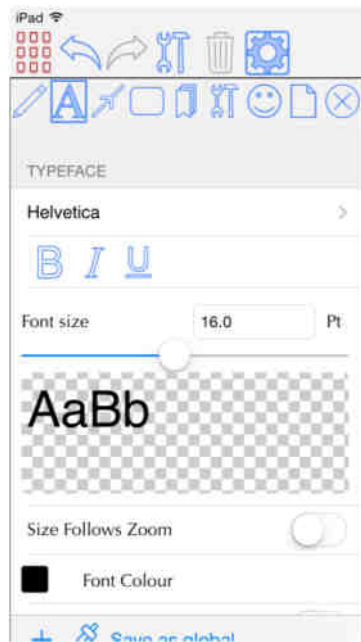 iPad
A
TYPEFACE
Helvetica
B I U
Font size 16.0 Pt
AaBb
Size Follows Zoom
Font Colour
+ Save as global